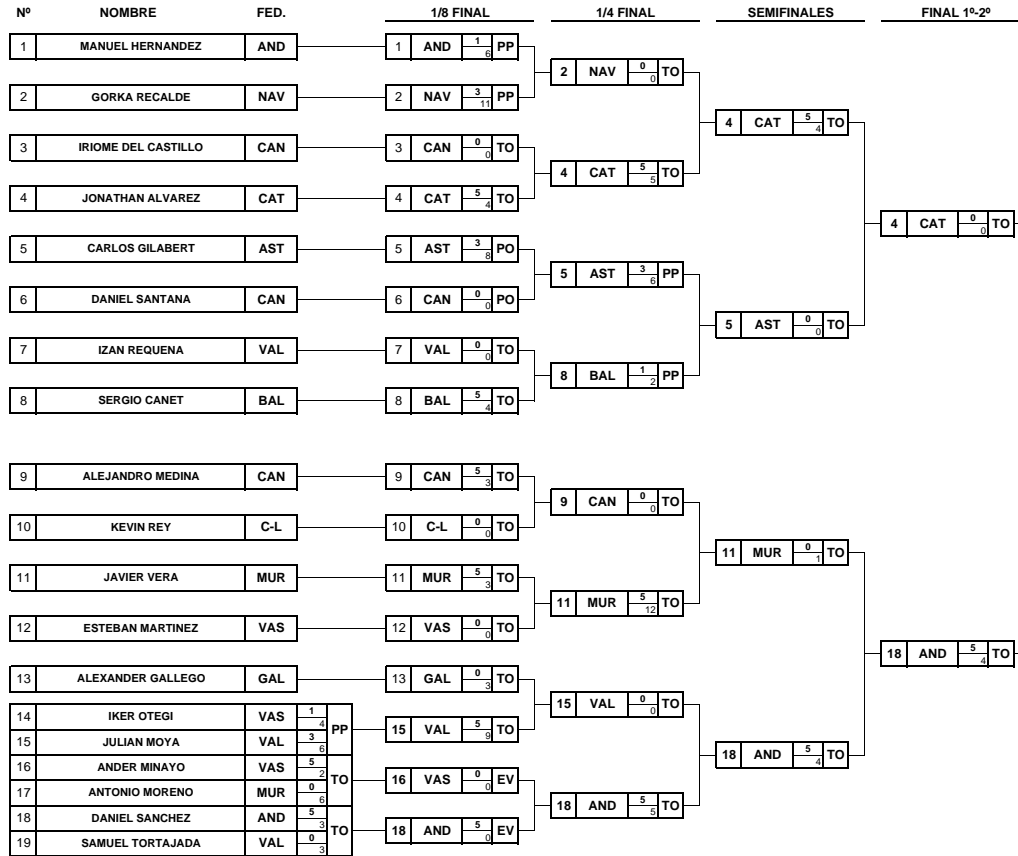 Nº NOMBRE FED. 1/8 FINAL 1/4 FINAL SEMIFINALES FINAL 1º-2º
1 MANUEL HERNANDEZ AND 1 AND 1 6 PP
2 NAV 0 0 TO
2 GORKA RECALDE NAV 2 NAV 3 11 PP
4 CAT 5 4 TO
3 IRIOME DEL CASTILLO CAN 3 CAN 0 0 TO
4 CAT 5 5 TO
4 JONATHAN ALVAREZ CAT 4 CAT 5 4 TO
4 CAT 0 0 TO
5 CARLOS GILABERT AST 5 AST 3 8 PO
5 AST 3 6 PP
6 DANIEL SANTANA CAN 6 CAN 0 0 PO
5 AST 0 0 TO
7 IZAN REQUENA VAL 7 VAL 0 0 TO
8 BAL 1 2 PP
8 SERGIO CANET BAL 8 BAL 5 4 TO
9 ALEJANDRO MEDINA CAN 9 CAN 5 3 TO
9 CAN 0 0 TO
10 KEVIN REY C-L 10 C-L 0 0 TO
11 MUR 0 1 TO
11 JAVIER VERA MUR 11 MUR 5 3 TO
11 MUR 5 12 TO
12 ESTEBAN MARTINEZ VAS 12 VAS 0 0 TO
18 AND 5 4 TO
13 ALEXANDER GALLEGO GAL 13 GAL 0 3 TO
15 VAL 0 0 TO
14 IKER OTEGI VAS 1 4 PP
15 VAL 5 9 TO
15 JULIAN MOYA VAL 3 6
18 AND 5 4 TO
16 ANDER MINAYO VAS 5 2 TO
16 VAS 0 0 EV
17 ANTONIO MORENO MUR 0 6
18 AND 5 5 TO
18 DANIEL SANCHEZ AND 5 3 TO
18 AND 5 0 EV
19 SAMUEL TORTAJADA VAL 0 3